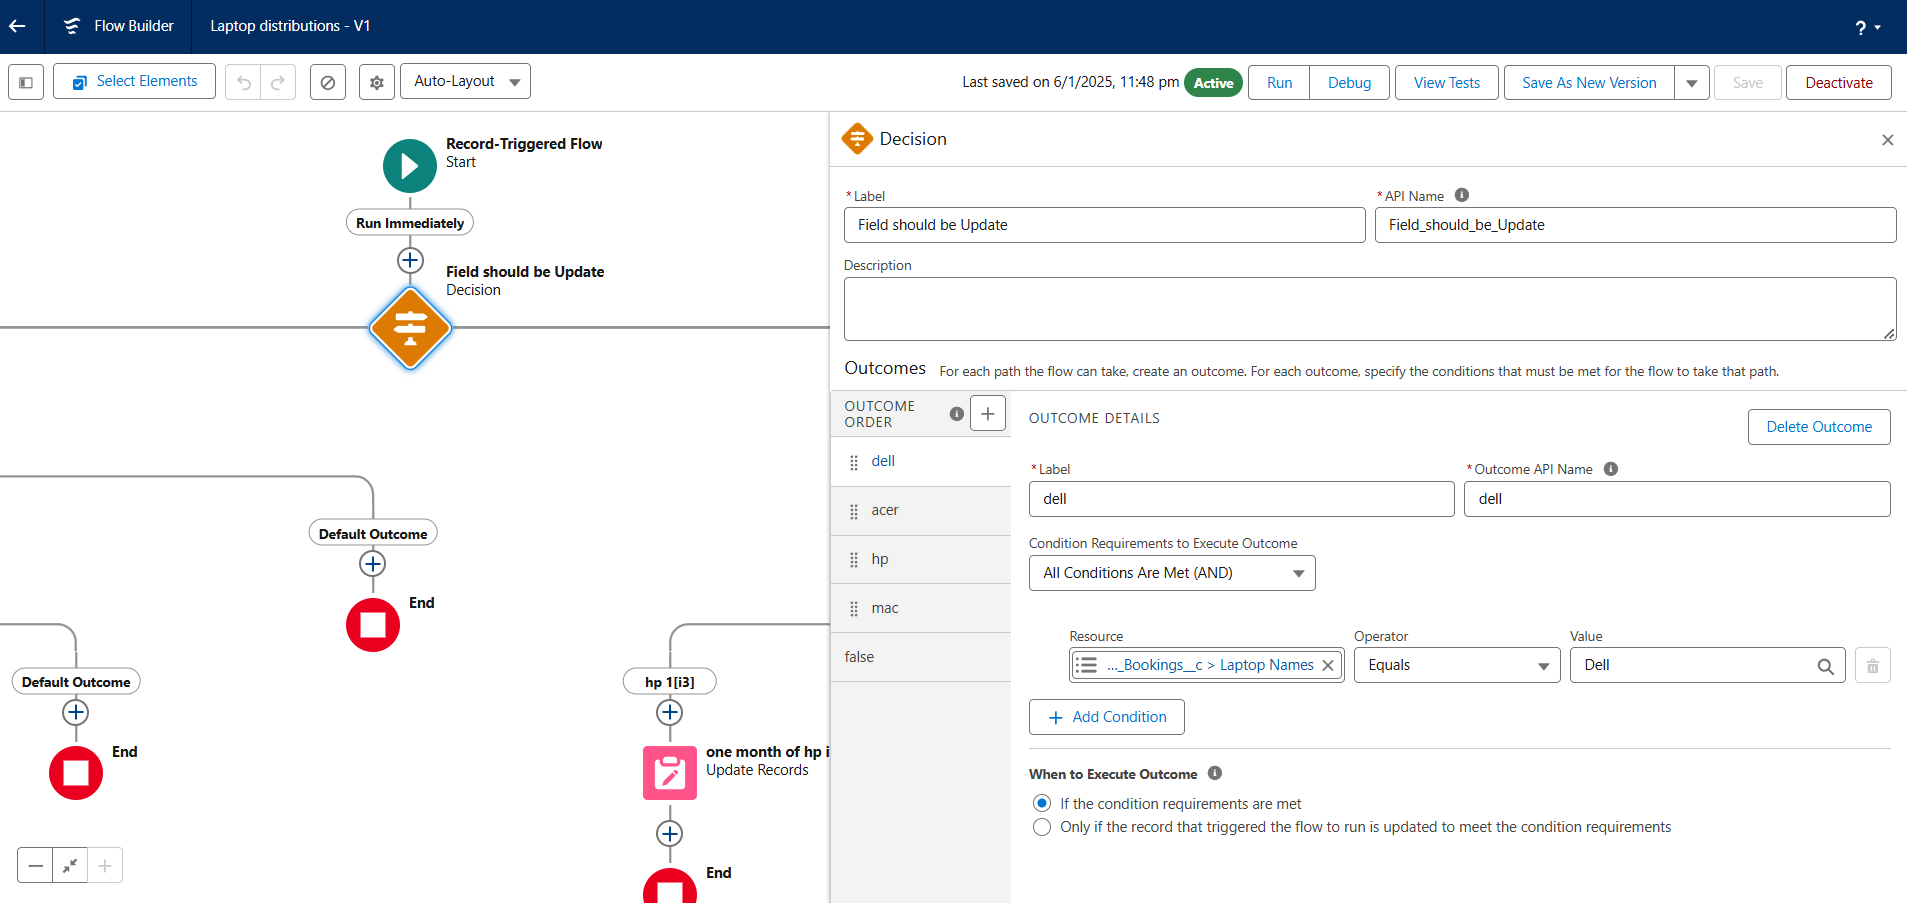 Flow Builder
Laptop distributions - V1
?
Select Elements
Auto-Layout
Last saved on 6/1/2025, 11:48 pm
Active
Run
Debug
View Tests
Save As New Version
Save
Deactivate
Record-Triggered Flow
Start
Run Immediately
Field should be Update
Decision
Default Outcome
End
Default Outcome
End
hp 1[i3]
one month of hp i
Update Records
End
Decision
* Label
Field should be Update
* API Name
Field_should_be_Update
Description
Outcomes
For each path the flow can take, create an outcome. For each outcome, specify the conditions that must be met for the flow to take that path.
OUTCOME
ORDER
dell
acer
hp
mac
false
OUTCOME DETAILS
Delete Outcome
* Label
dell
* Outcome API Name
dell
Condition Requirements to Execute Outcome
All Conditions Are Met (AND)
Resource
Operator
Value
..._Bookings__c > Laptop Names
Equals
Dell
Add Condition
When to Execute Outcome
If the condition requirements are met
Only if the record that triggered the flow to run is updated to meet the condition requirements